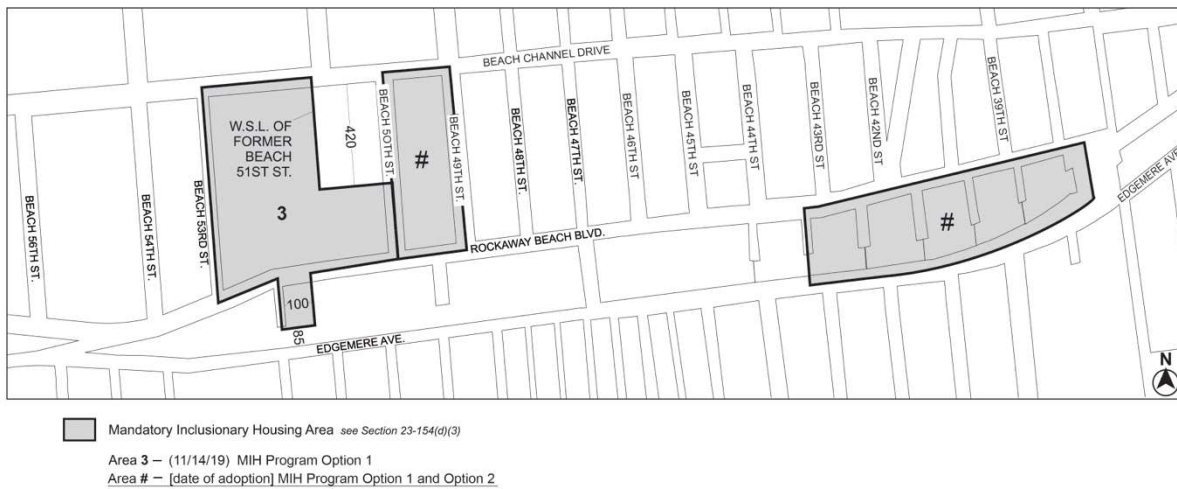 BEACH CHANNEL DRIVE
W.S.L. OF
FORMER
BEACH
51ST ST.
420
3
100
85
#
#
BEACH 56TH ST.
BEACH 54TH ST.
BEACH 53RD ST.
BEACH 50TH ST.
BEACH 49TH ST.
BEACH 48TH ST.
BEACH 47TH ST.
BEACH 46TH ST
BEACH 45TH ST.
BEACH 44TH ST
BEACH 43RD ST
BEACH 42ND ST
BEACH 39TH ST
ROCKAWAY BEACH BLVD.
EDGEMERE AVE.
EDGEMERE AVE.
N
Mandatory Inclusionary Housing Area see Section 23-154(d)(3)
Area 3 – (11/14/19) MIH Program Option 1
Area # – [date of adoption] MIH Program Option 1 and Option 2